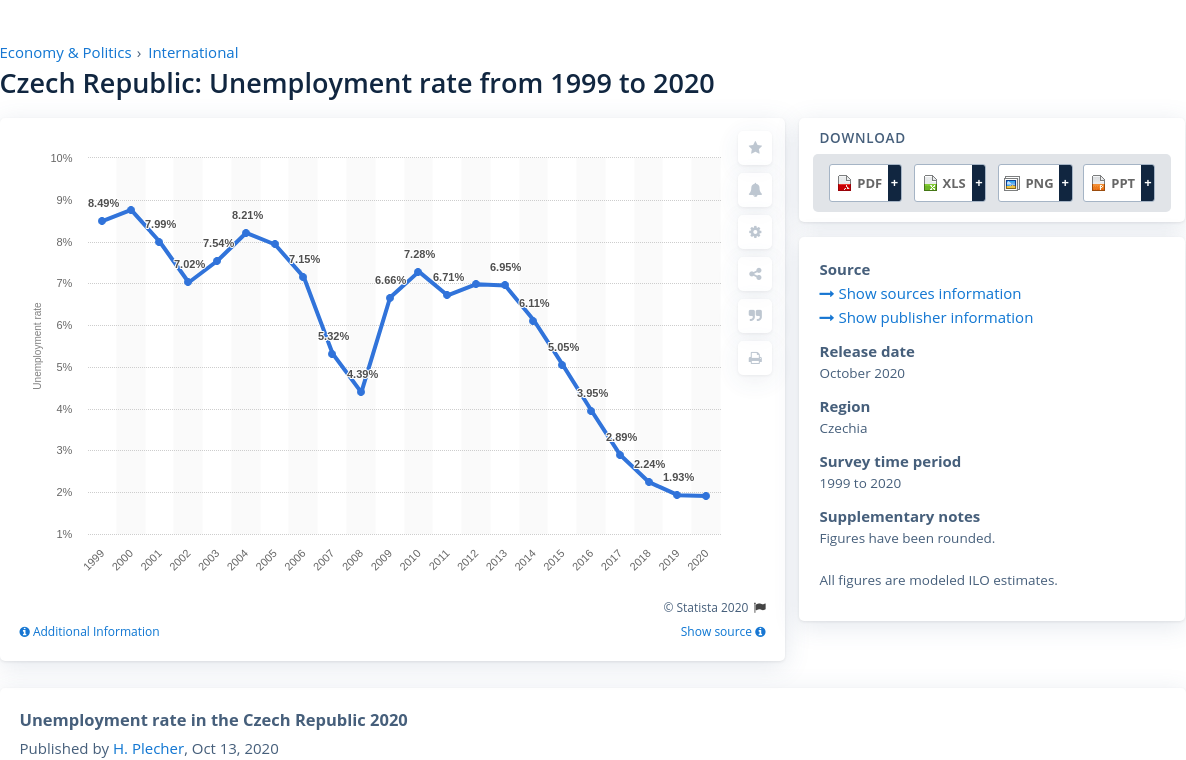 Economy & Politics › International
Czech Republic: Unemployment rate from 1999 to 2020
10%
9%
8%
7%
6%
5%
4%
3%
2%
1%
Unemployment rate
8.49%
7.99%
7.02%
7.54%
8.21%
7.15%
5.32%
4.39%
6.66%
7.28%
6.71%
6.95%
6.11%
5.05%
3.95%
2.89%
2.24%
1.93%
1999 2000 2001 2002 2003 2004 2005 2006 2007 2008 2009 2010 2011 2012 2013 2014 2015 2016 2017 2018 2019 2020
© Statista 2020
Additional Information
Show source
DOWNLOAD
PDF + XLS + PNG + PPT +
Source
Show sources information
Show publisher information
Release date
October 2020
Region
Czechia
Survey time period
1999 to 2020
Supplementary notes
Figures have been rounded.
All figures are modeled ILO estimates.
Unemployment rate in the Czech Republic 2020
Published by H. Plecher, Oct 13, 2020